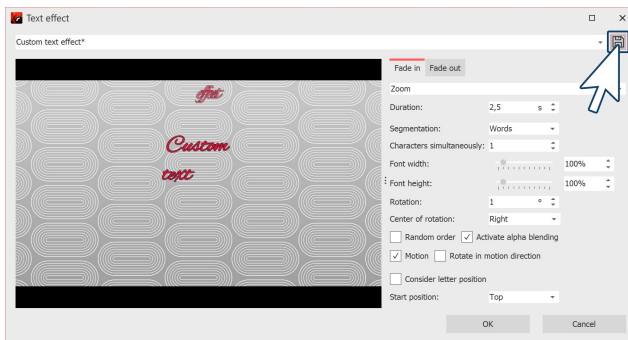 Text effect
Custom text effect*
effect
Custom
text
Fade in Fade out
Zoom
Duration: 2,5 s
Segmentation: Words
Characters simultaneously: 1
Font width: 100%
Font height: 100%
Rotation: 1 °
Center of rotation: Right
Random order Activate alpha blending
Motion Rotate in motion direction
Consider letter position
Start position: Top
OK Cancel